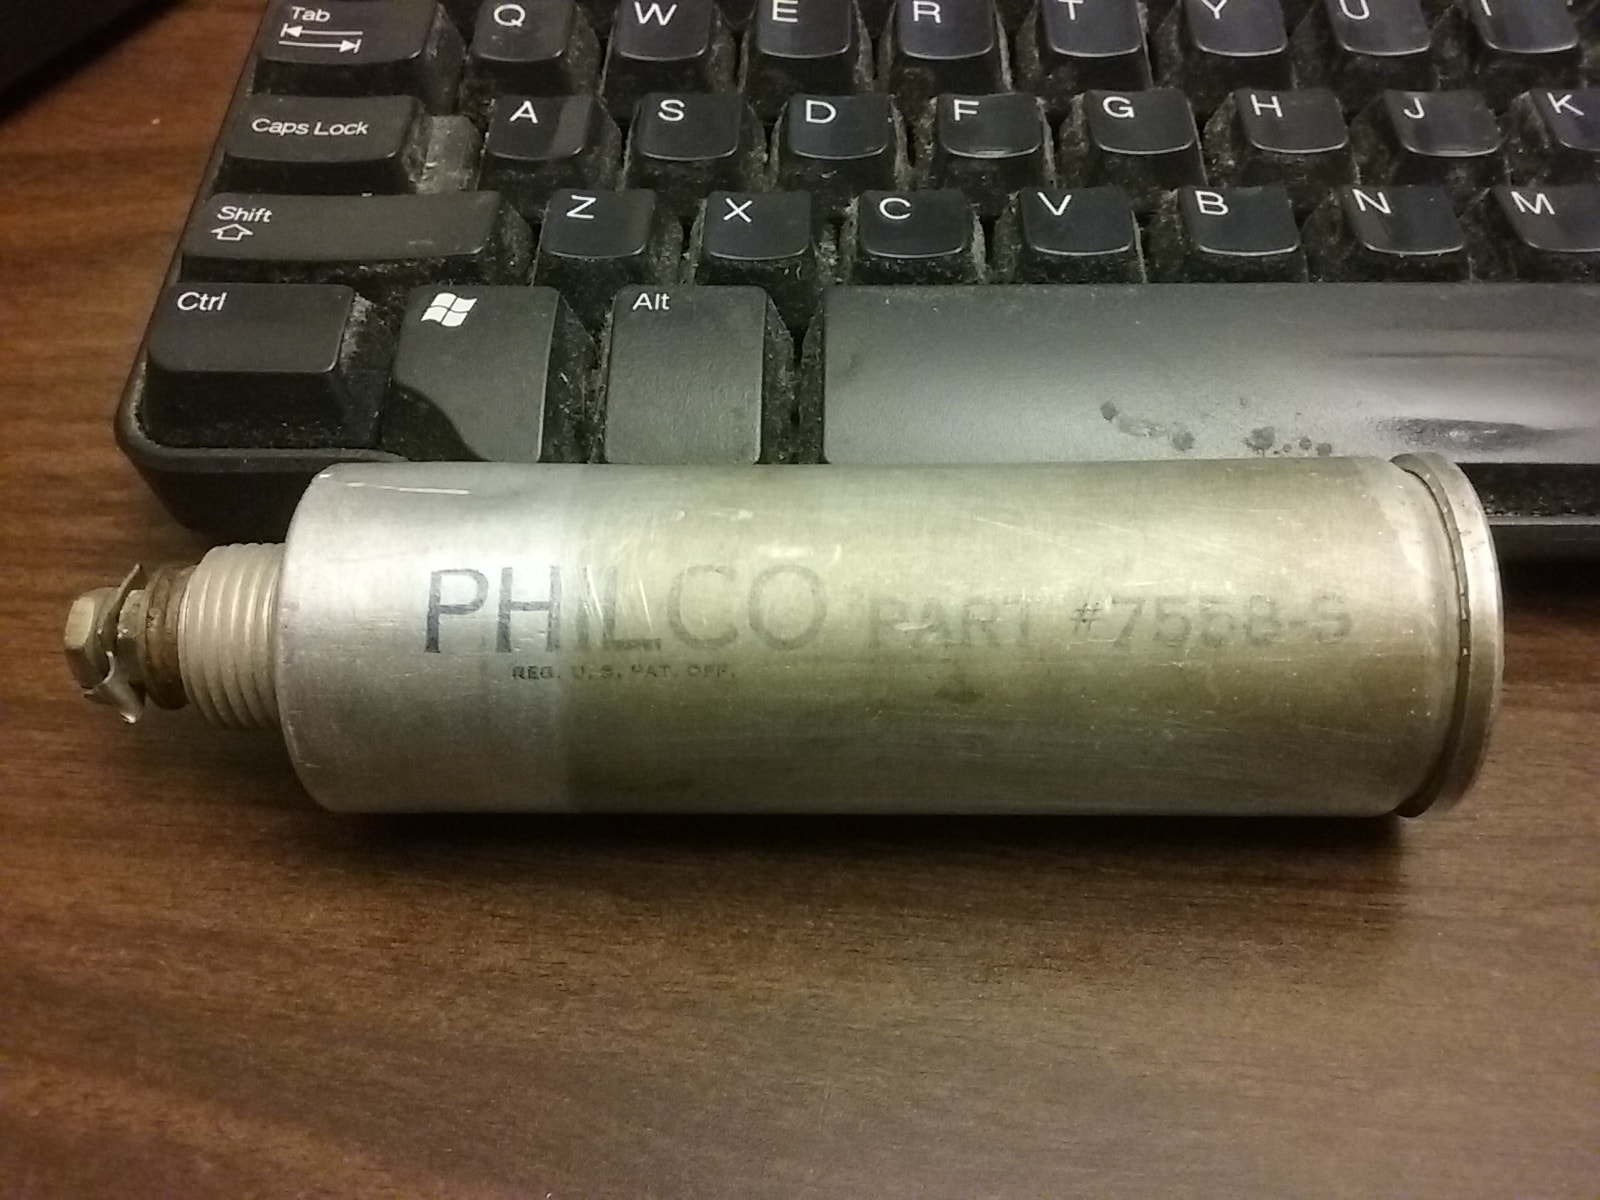 Tab Q W E R T Y U I
Caps Lock A S D F G H J K
Shift Z X C V B N M
Ctrl Alt
PHILCO PART #7558-S
REG. U. S. PAT. OFF.